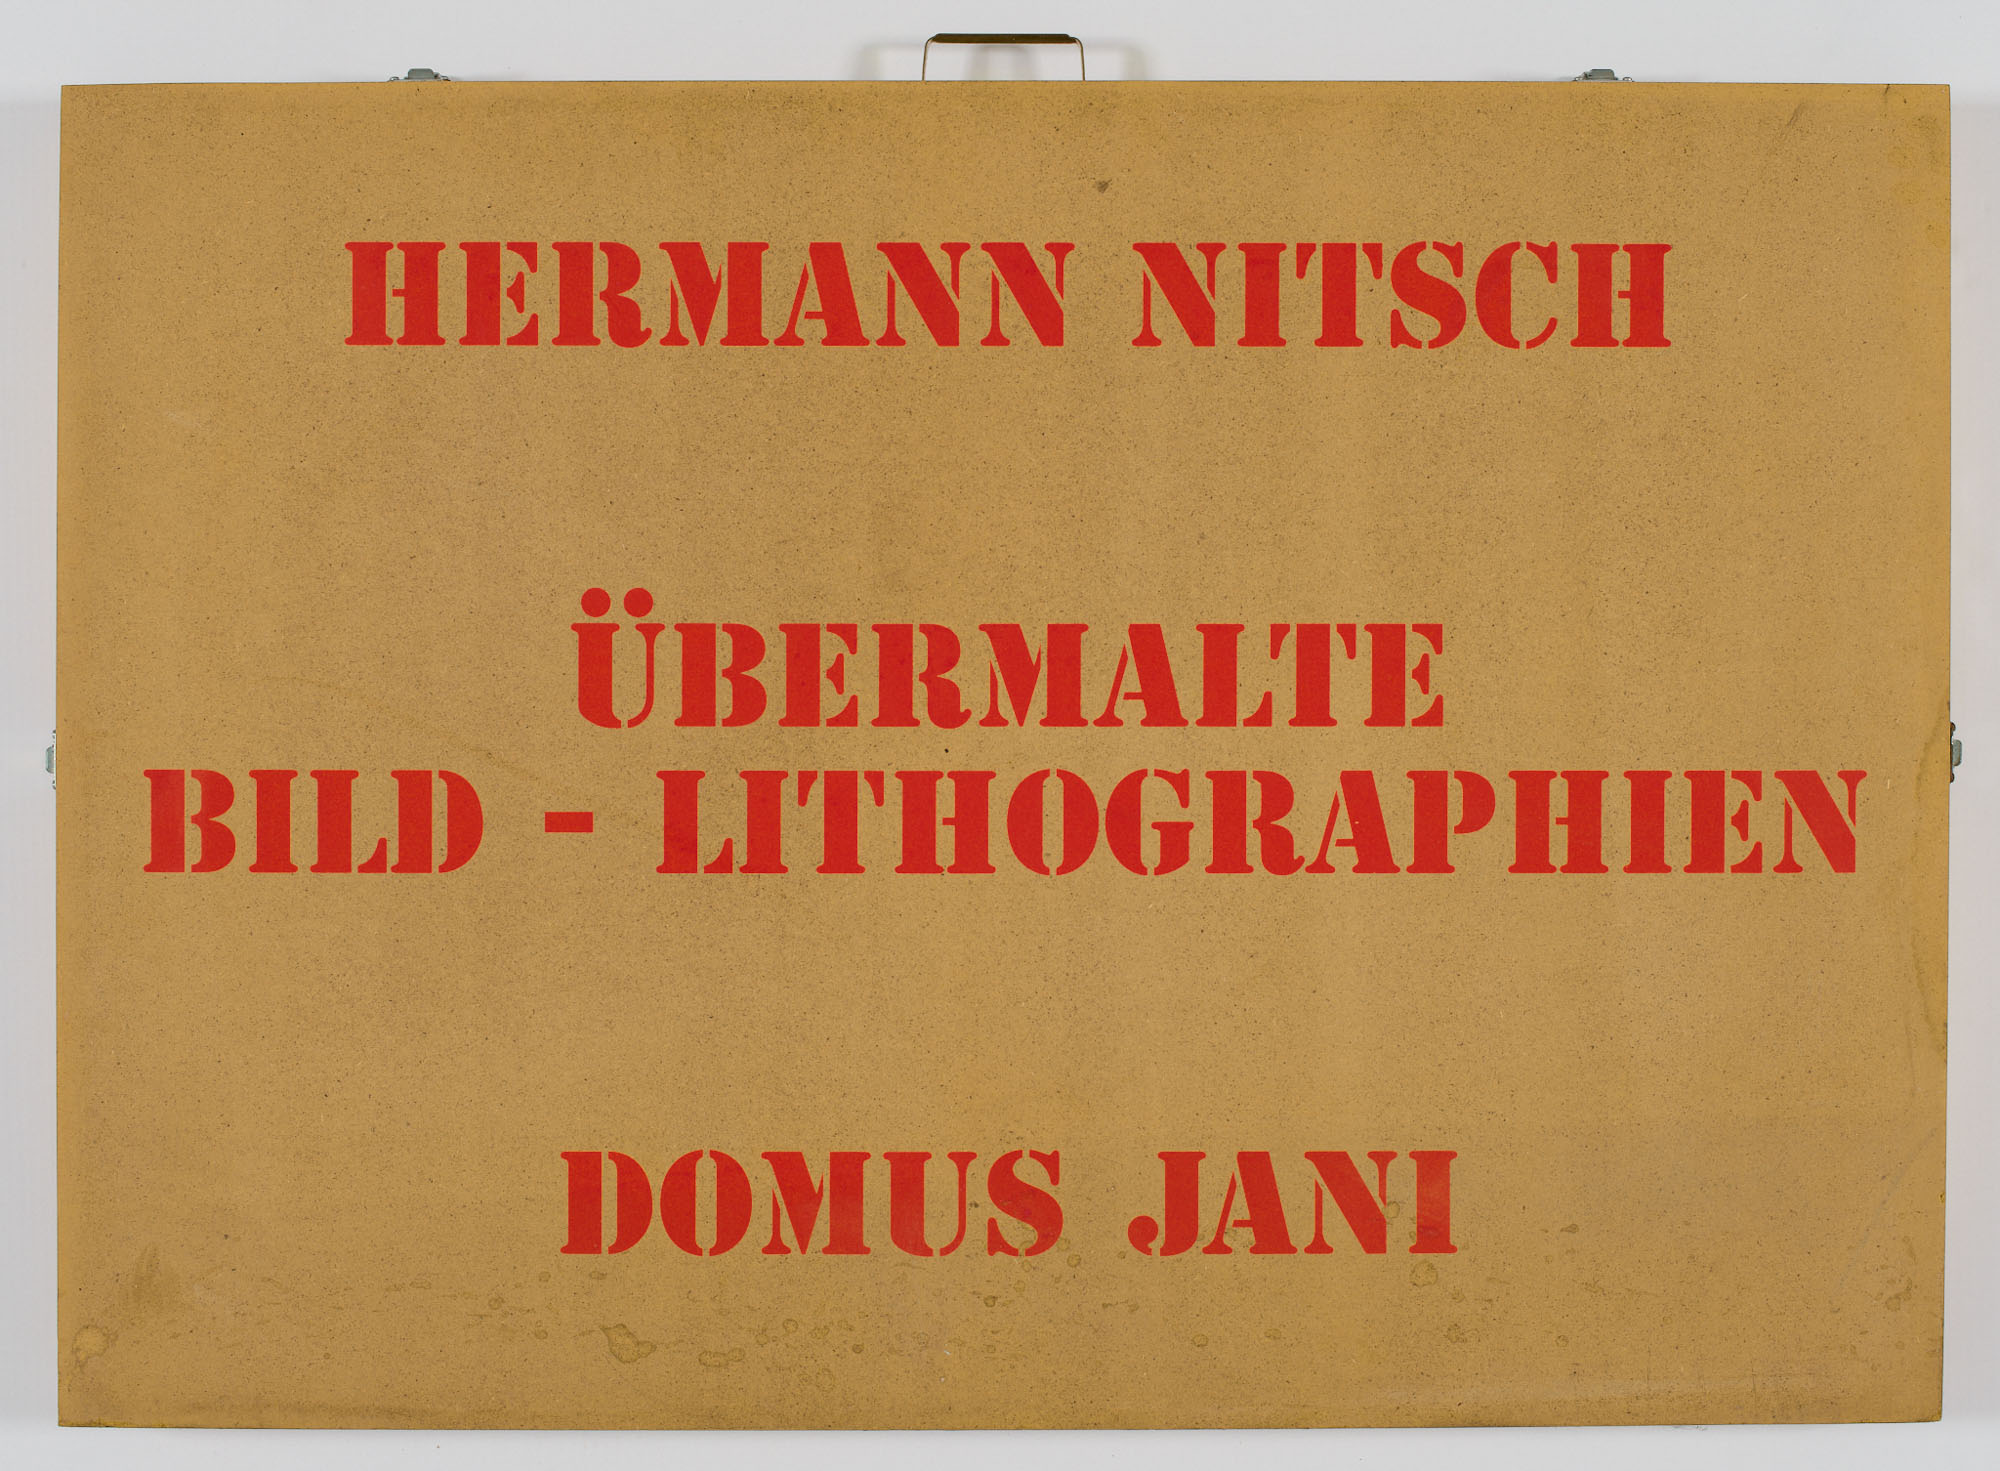 HERMANN NITSCH
ÜBERMALTE
BILD - LITHOGRAPHIEN
DOMUS JANI